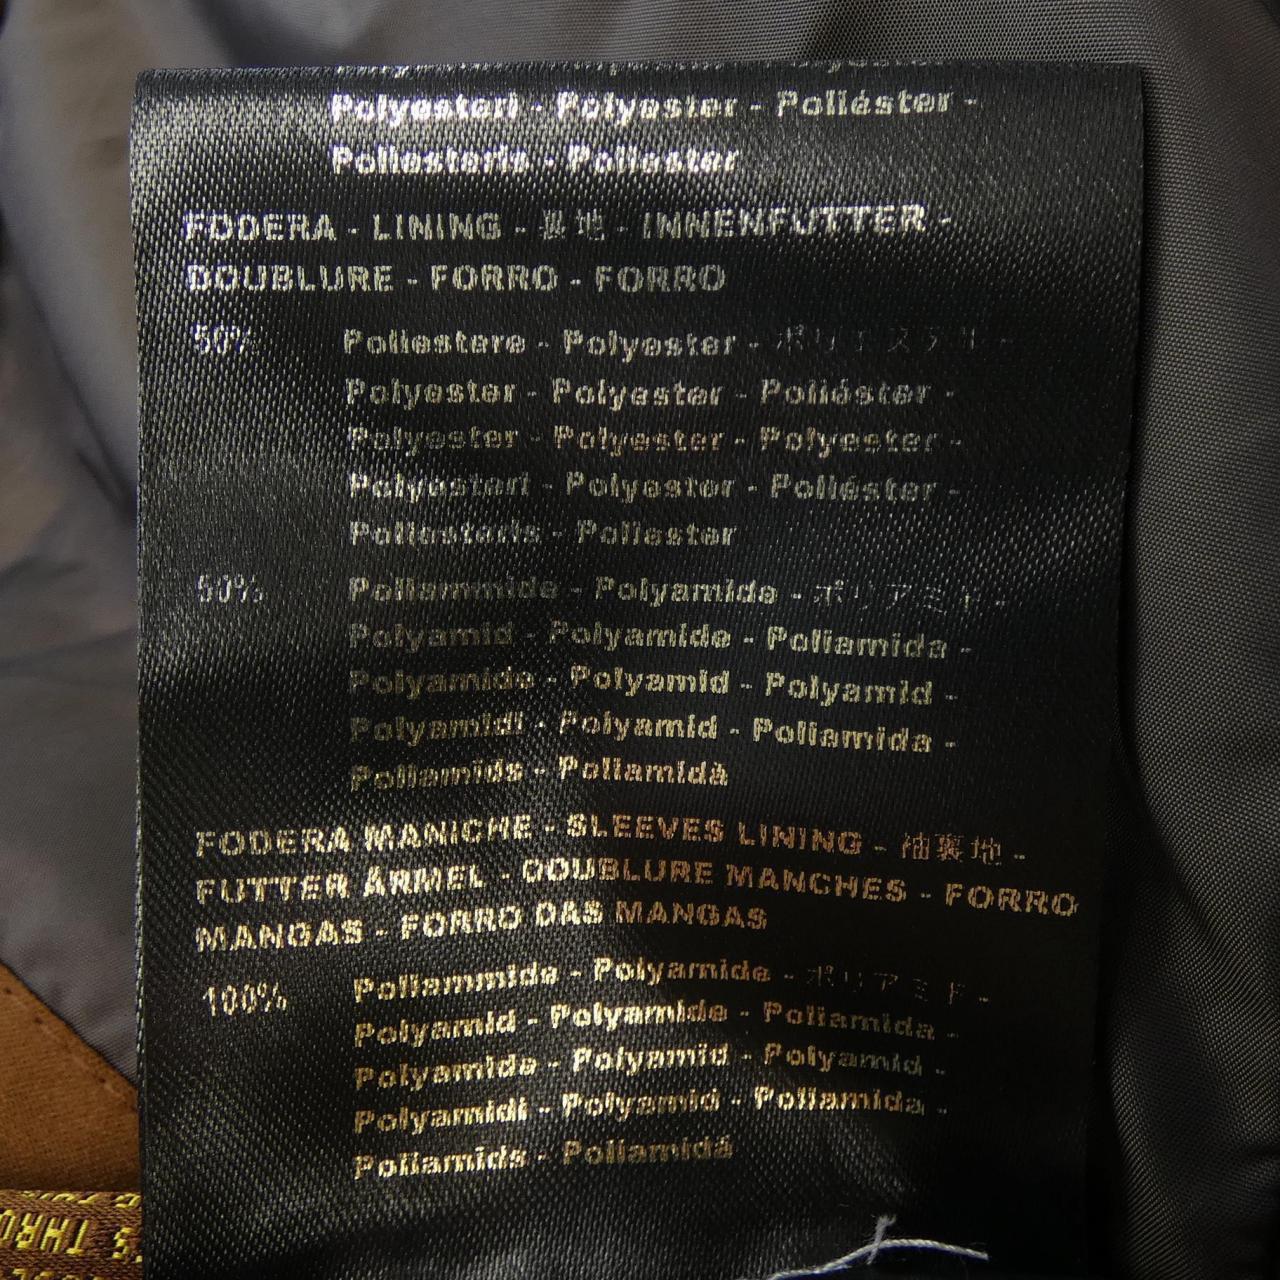 Polyesteri - Polyester - Poliéster -
Poliesteris - Poliester
FODERA - LINING - 裏地 - INNENFUTTER -
DOUBLURE - FORRO - FORRO
50% Poliestere - Polyester - ポリエステル -
Polyester - Polyester - Poliéster -
Polyester - Polyester - Polyester -
Polyesteri - Polyester - Poliéster -
Poliesteris - Poliester
50% Poliammide - Polyamide - ポリアミド -
Polyamid - Polyamide - Poliamida -
Polyamide - Polyamid - Polyamid -
Polyamidi - Polyamid - Poliamida -
Poliamids - Poliamidă
FODERA MANICHE - SLEEVES LINING - 袖裏地 -
FUTTER ÄRMEL - DOUBLURE MANCHES - FORRO
MANGAS - FORRO DAS MANGAS
100% Poliammide - Polyamide - ポリアミド -
Polyamid - Polyamide - Poliamida -
Polyamide - Polyamid - Polyamid -
Polyamidi - Polyamid - Poliamida -
Poliamids - Poliamidă